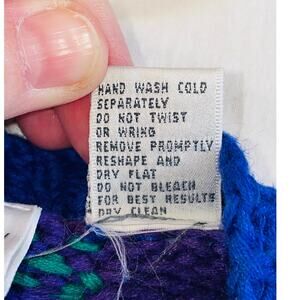 HAND WASH COLD
SEPARATELY
DO NOT TWIST
OR WRING
REMOVE PROMPTLY
RESHAPE AND
DRY FLAT
DO NOT BLEACH
FOR BEST RESULTS
DRY CLEAN